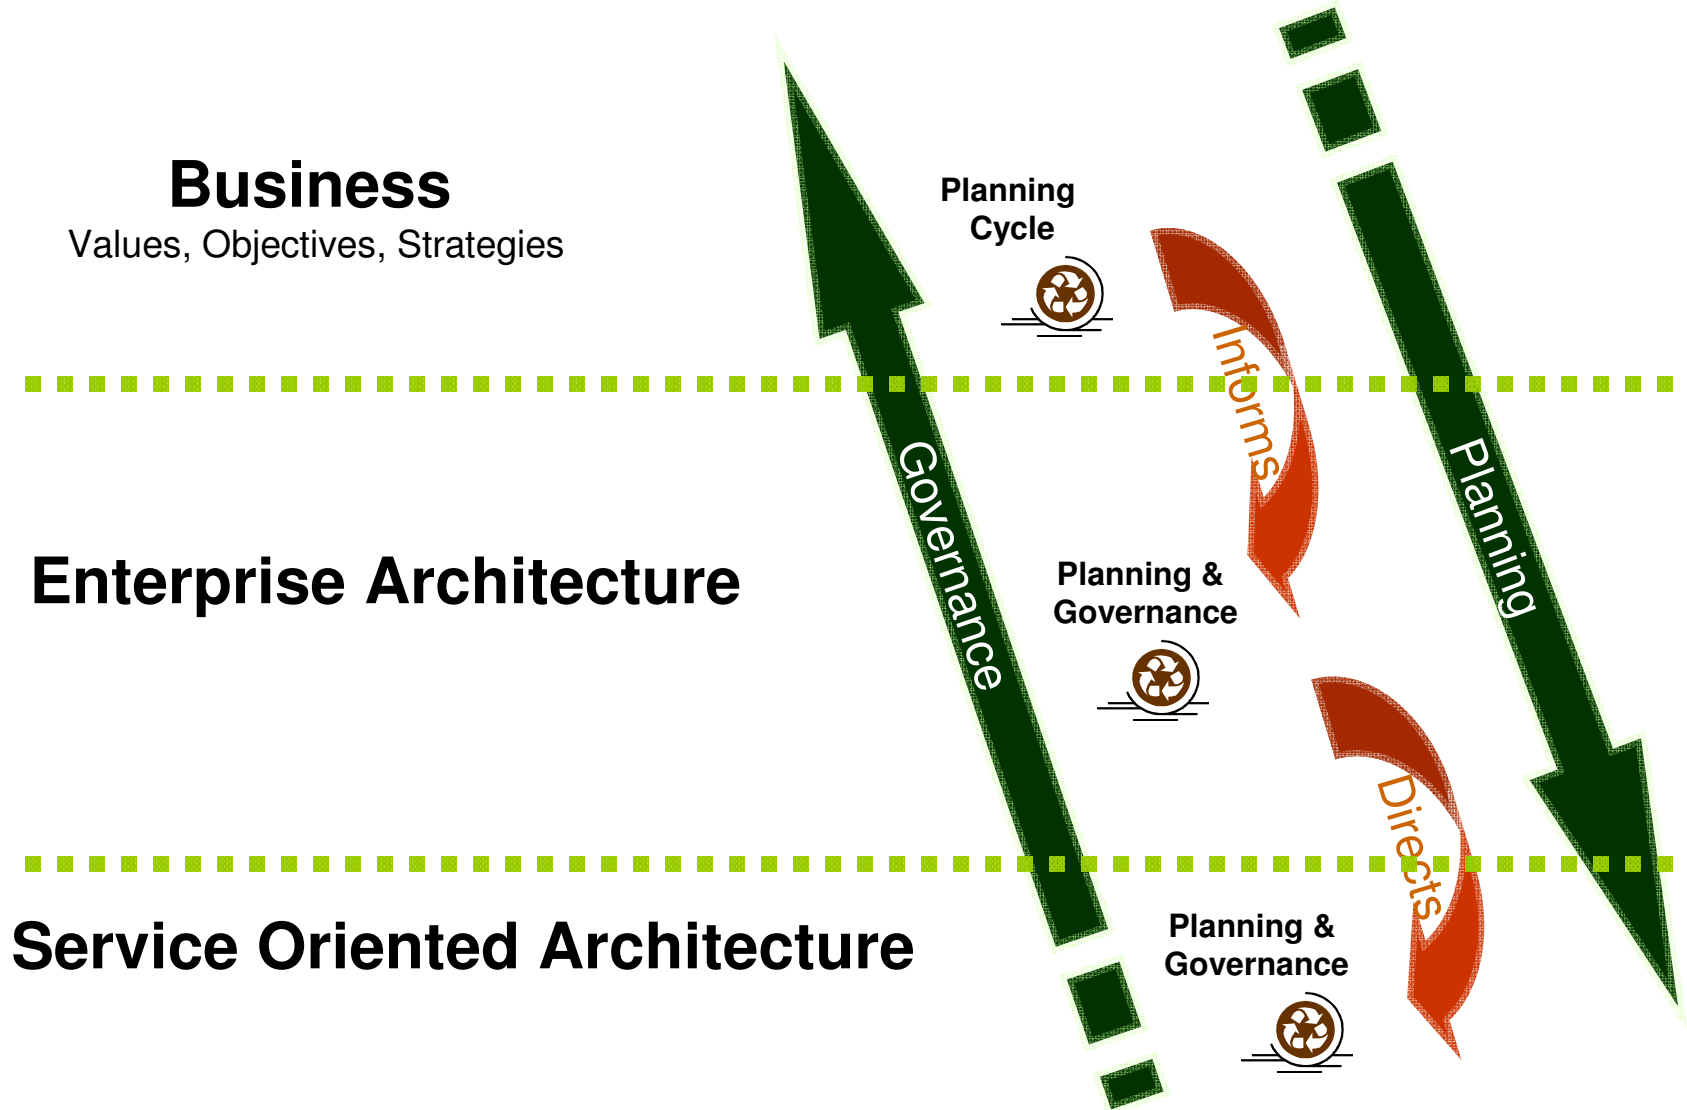 Business
Values, Objectives, Strategies
Planning
Cycle
Informs
Governance
Planning
Enterprise Architecture
Planning &
Governance
Directs
Service Oriented Architecture
Planning &
Governance